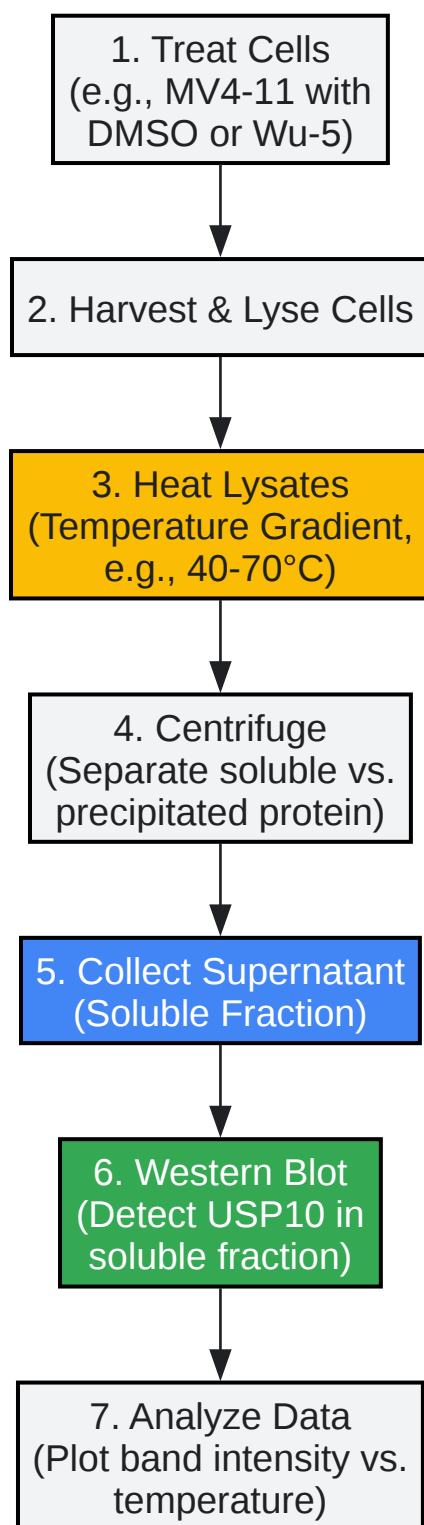 1. Treat Cells
(e.g., MV4-11 with
DMSO or Wu-5)
2. Harvest & Lyse Cells
3. Heat Lysates
(Temperature Gradient,
e.g., 40-70°C)
4. Centrifuge
(Separate soluble vs.
precipitated protein)
5. Collect Supernatant
(Soluble Fraction)
6. Western Blot
(Detect USP10 in
soluble fraction)
7. Analyze Data
(Plot band intensity vs.
temperature)